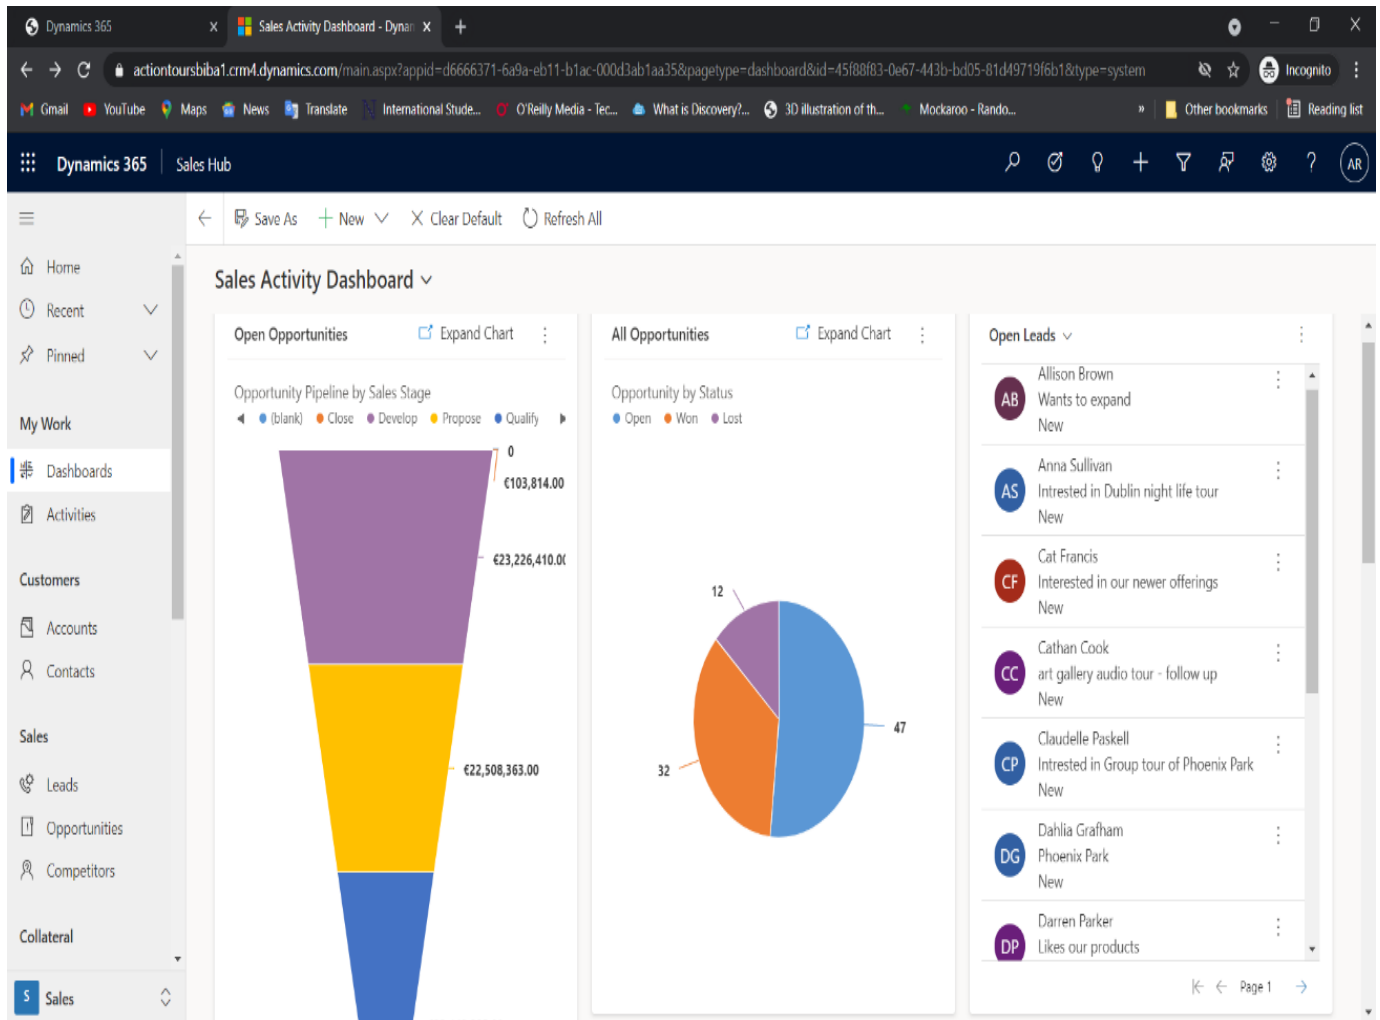 Dynamics 365
Sales Activity Dashboard - Dynan
actiontoursbiba1.crm4.dynamics.com/main.aspx?appid=d6666371-6a9a-eb11-b1ac-000d3ab1aa35&pagetype=dashboard&id=45f88f83-0e67-443b-bd05-81d49719f6b1&type=system
Incognito
Gmail YouTube Maps News Translate International Stude... O'Reilly Media - Tec... What is Discovery?... 3D illustration of th... Mockaroo - Rando... » Other bookmarks Reading list
Dynamics 365 Sales Hub
AR
Save As New Clear Default Refresh All
Home
Recent
Pinned
My Work
Dashboards
Activities
Customers
Accounts
Contacts
Sales
Leads
Opportunities
Competitors
Collateral
S Sales
Sales Activity Dashboard
Open Opportunities Expand Chart
Opportunity Pipeline by Sales Stage
(blank) Close Develop Propose Qualify
0
€103,814.00
€23,226,410.00
€22,508,363.00
All Opportunities Expand Chart
Opportunity by Status
Open Won Lost
12
47
32
Open Leads
AB
Allison Brown
Wants to expand
New
AS
Anna Sullivan
Intrested in Dublin night life tour
New
CF
Cat Francis
Interested in our newer offerings
New
CC
Cathan Cook
art gallery audio tour - follow up
New
CP
Claudelle Paskell
Intrested in Group tour of Phoenix Park
New
DG
Dahlia Grafham
Phoenix Park
New
DP
Darren Parker
Likes our products
Page 1